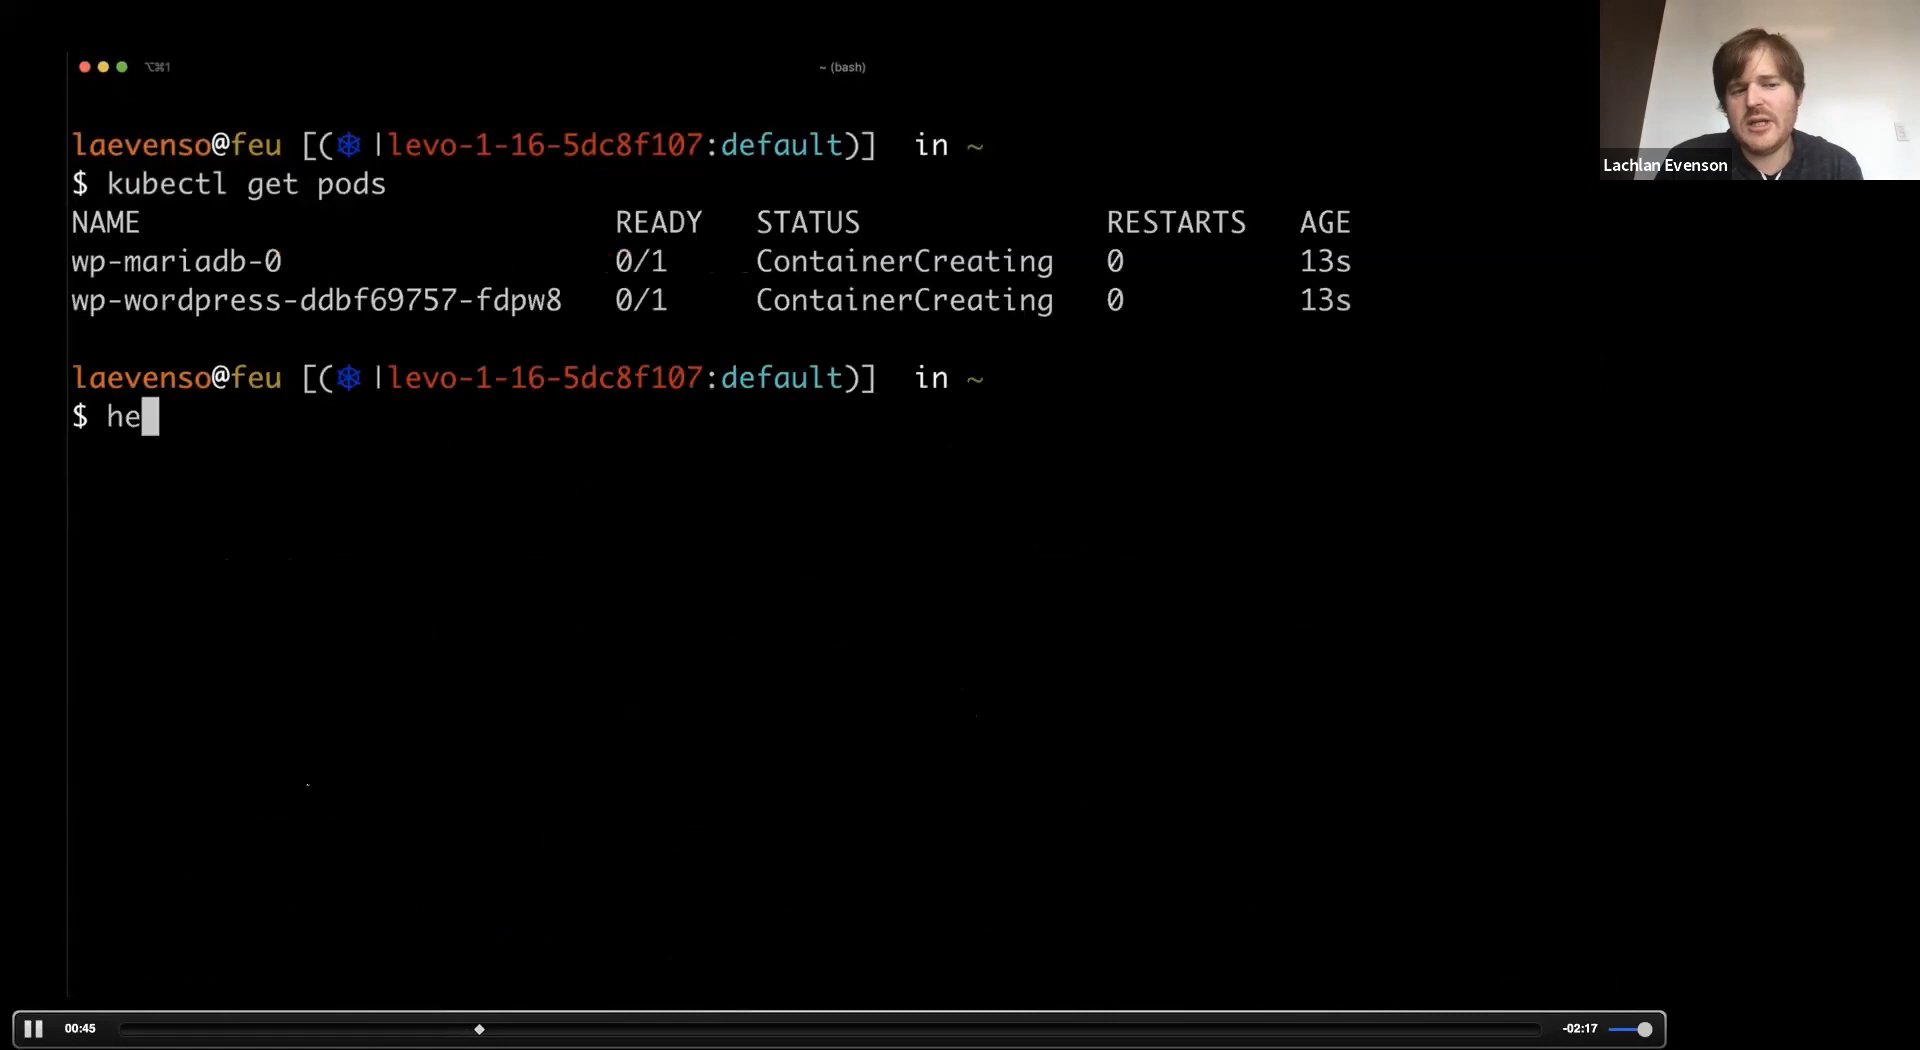 ⌥⌘1 ~ (bash)
laevenso@feu [(⎈ |levo-1-16-5dc8f107:default)] in ~
$ kubectl get pods
NAME READY STATUS RESTARTS AGE
wp-mariadb-0 0/1 ContainerCreating 0 13s
wp-wordpress-ddbf69757-fdpw8 0/1 ContainerCreating 0 13s
laevenso@feu [(⎈ |levo-1-16-5dc8f107:default)] in ~
$ he
Lachlan Evenson
00:45 -02:17